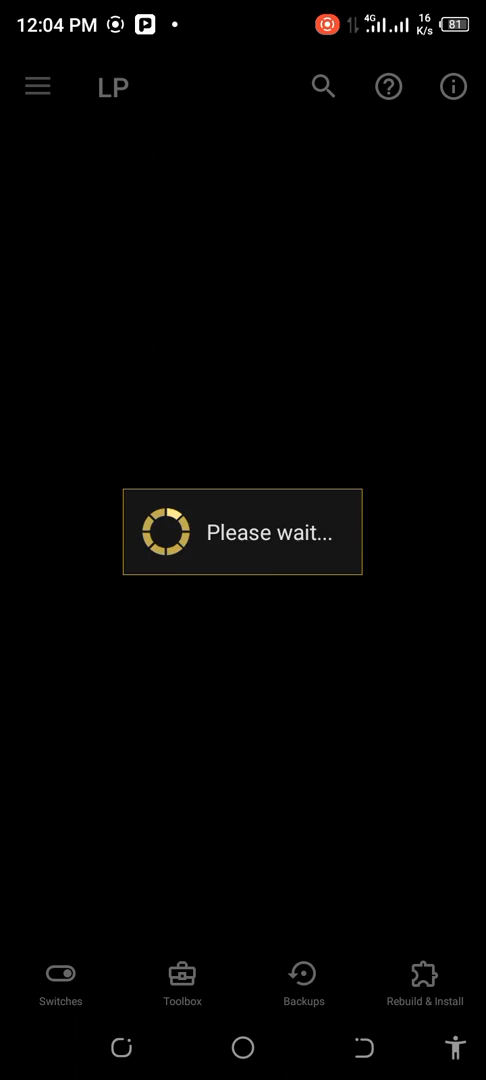 12:04 PM P 4G 16 K/s 81
LP
Please wait...
Switches Toolbox Backups Rebuild & Install